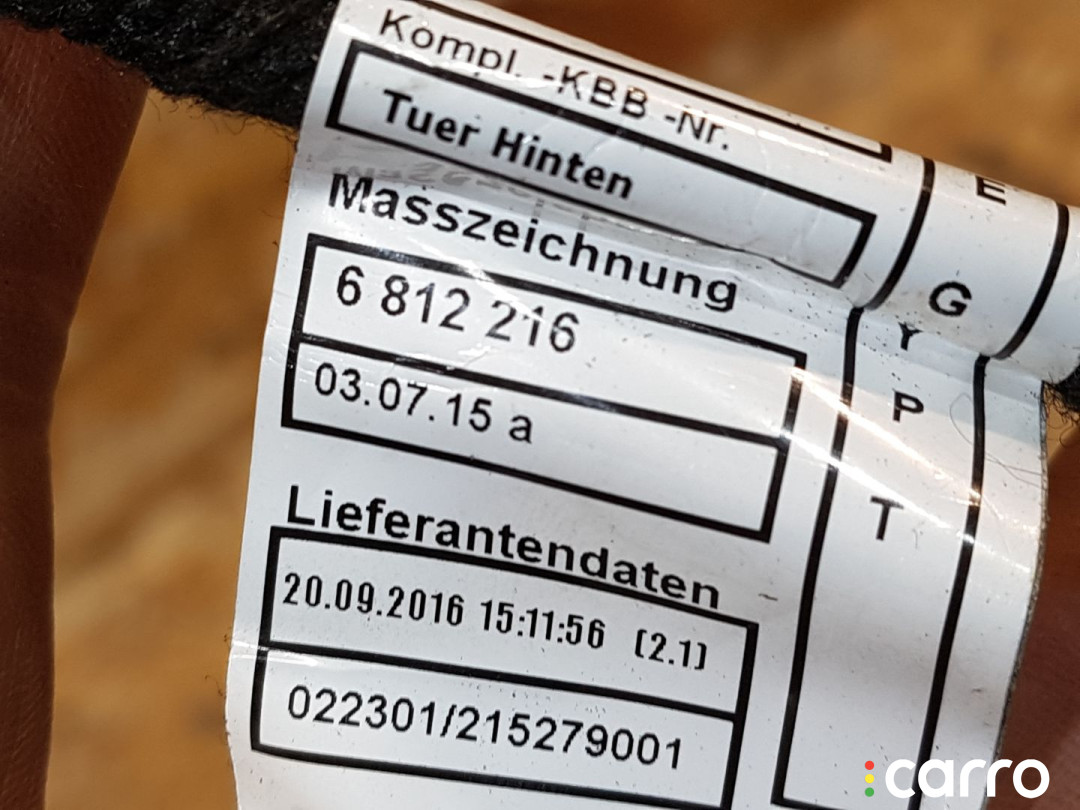 Kompl. -KBB -Nr.
Tuer Hinten
Masszeichnung
6 812 216
03.07.15 a
Lieferantendaten
20.09.2016 15:11:56 (2.1)
022301/215279001
E
G
Y
P
T
carro